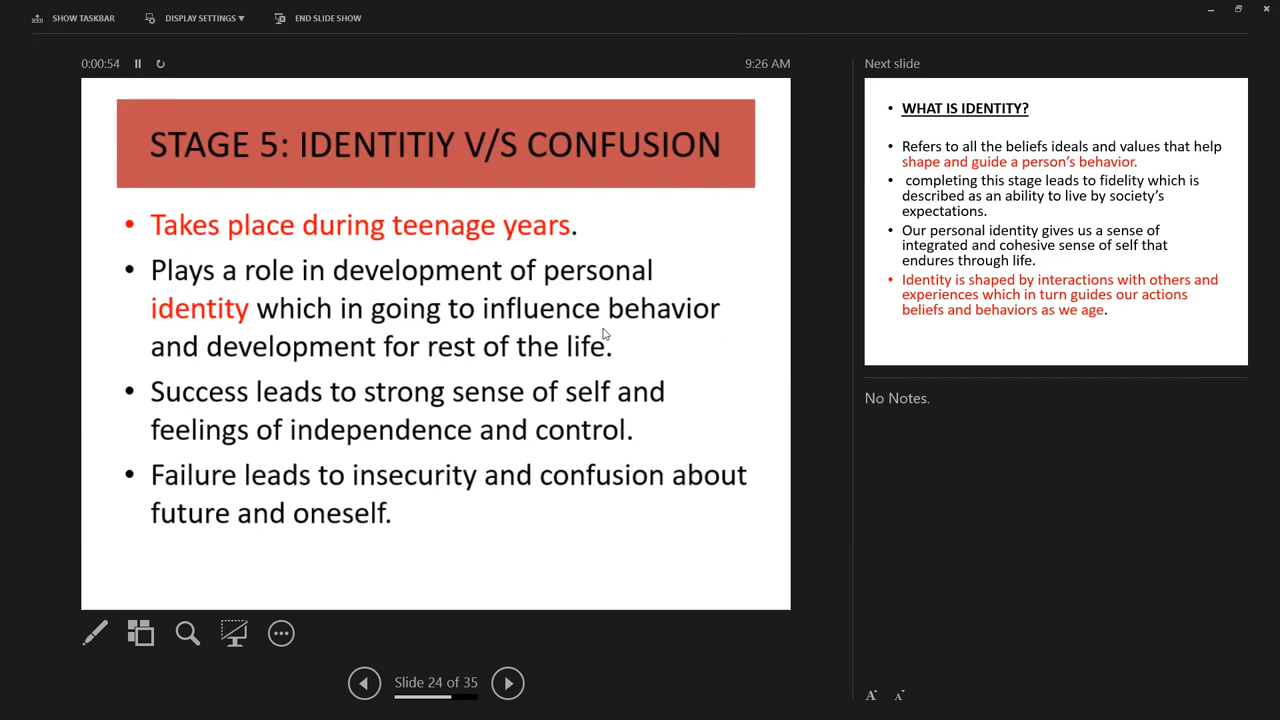 SHOW TASKBAR
DISPLAY SETTINGS ▼
END SLIDE SHOW
0:00:54
9:26 AM
STAGE 5: IDENTITIY V/S CONFUSION
• Takes place during teenage years.
• Plays a role in development of personal
identity which in going to influence behavior
and development for rest of the life.
• Success leads to strong sense of self and
feelings of independence and control.
• Failure leads to insecurity and confusion about
future and oneself.
Slide 24 of 35
Next slide
• WHAT IS IDENTITY?
• Refers to all the beliefs ideals and values that help
shape and guide a person's behavior.
• completing this stage leads to fidelity which is
described as an ability to live by society's
expectations.
• Our personal identity gives us a sense of
integrated and cohesive sense of self that
endures through life.
• Identity is shaped by interactions with others and
experiences which in turn guides our actions
beliefs and behaviors as we age.
No Notes.
A A